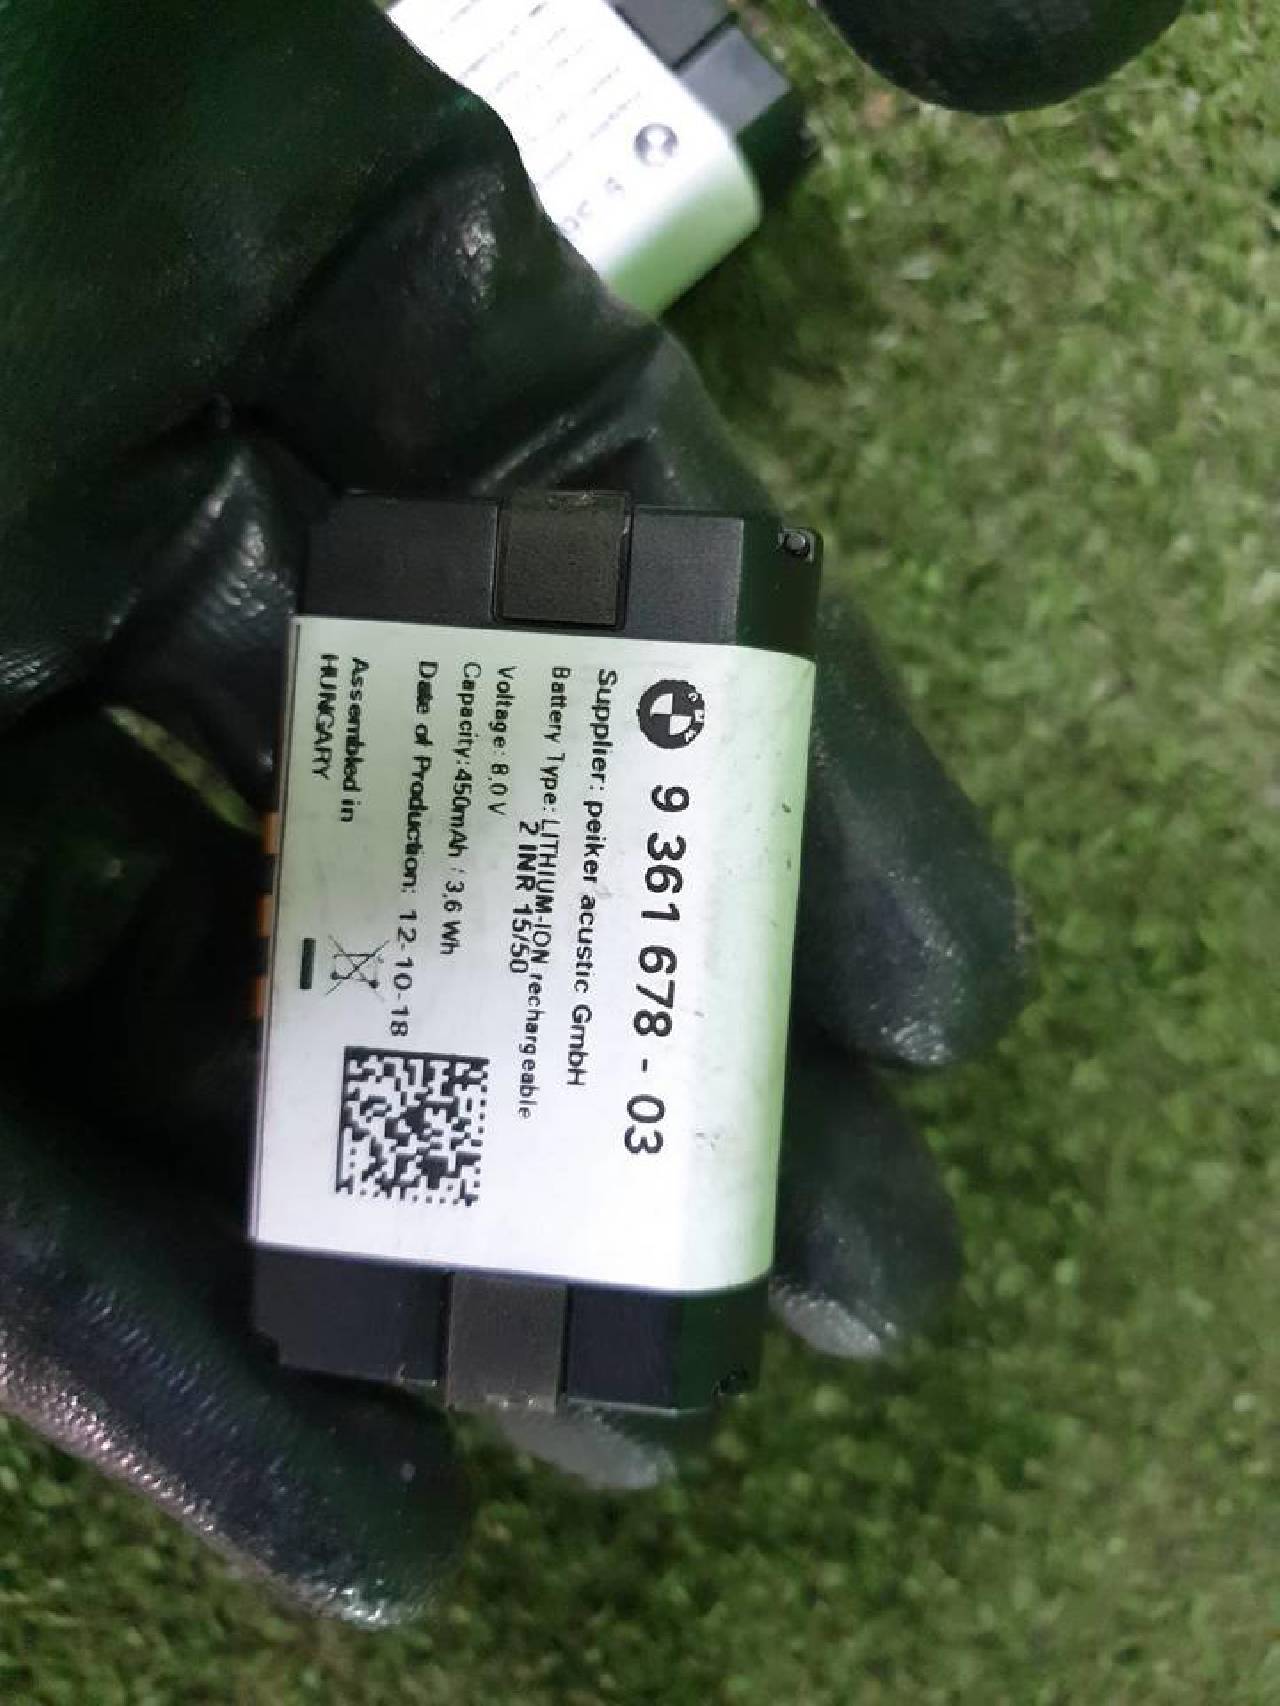 9 361 678 - 03
Supplier: peiker acustic GmbH
Battery Type: LITHIUM-ION rechargeable
2 INR 15/50
Voltage: 8,0 V
Capacity: 450mAh / 3,6 Wh
Date of Production: 12-10-18
Assembled in
HUNGARY